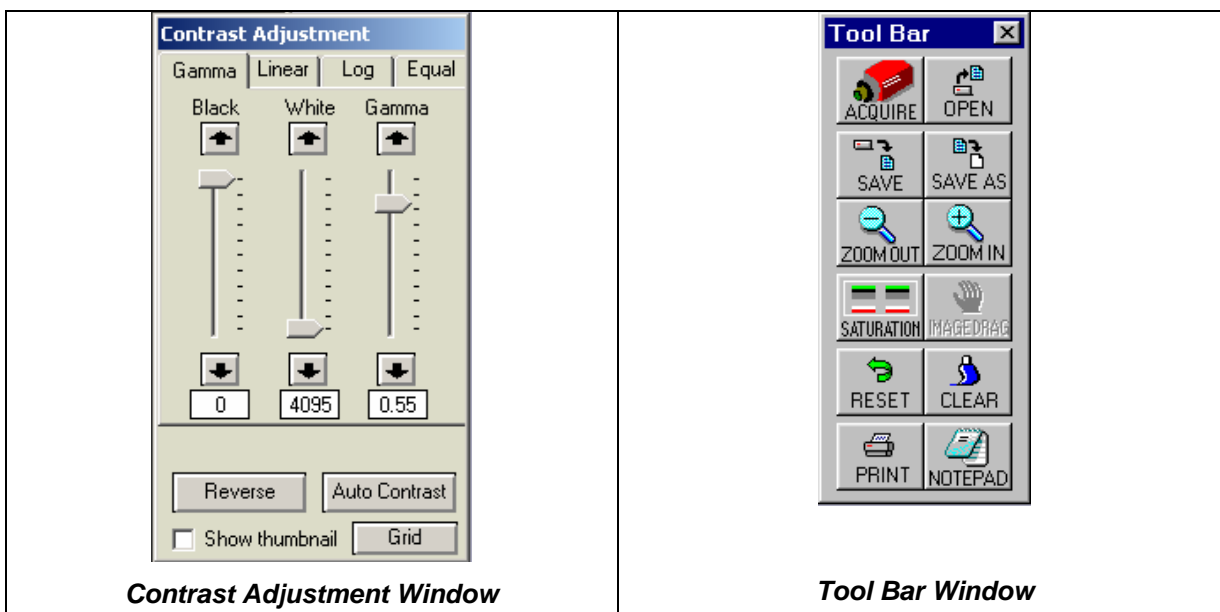 Contrast Adjustment
Gamma Linear Log Equal
Black White Gamma
0 4095 0.55
Reverse Auto Contrast
Show thumbnail Grid
Contrast Adjustment Window
Tool Bar
ACQUIRE OPEN
SAVE SAVE AS
ZOOM OUT ZOOM IN
SATURATION IMAGEDRAG
RESET CLEAR
PRINT NOTEPAD
Tool Bar Window